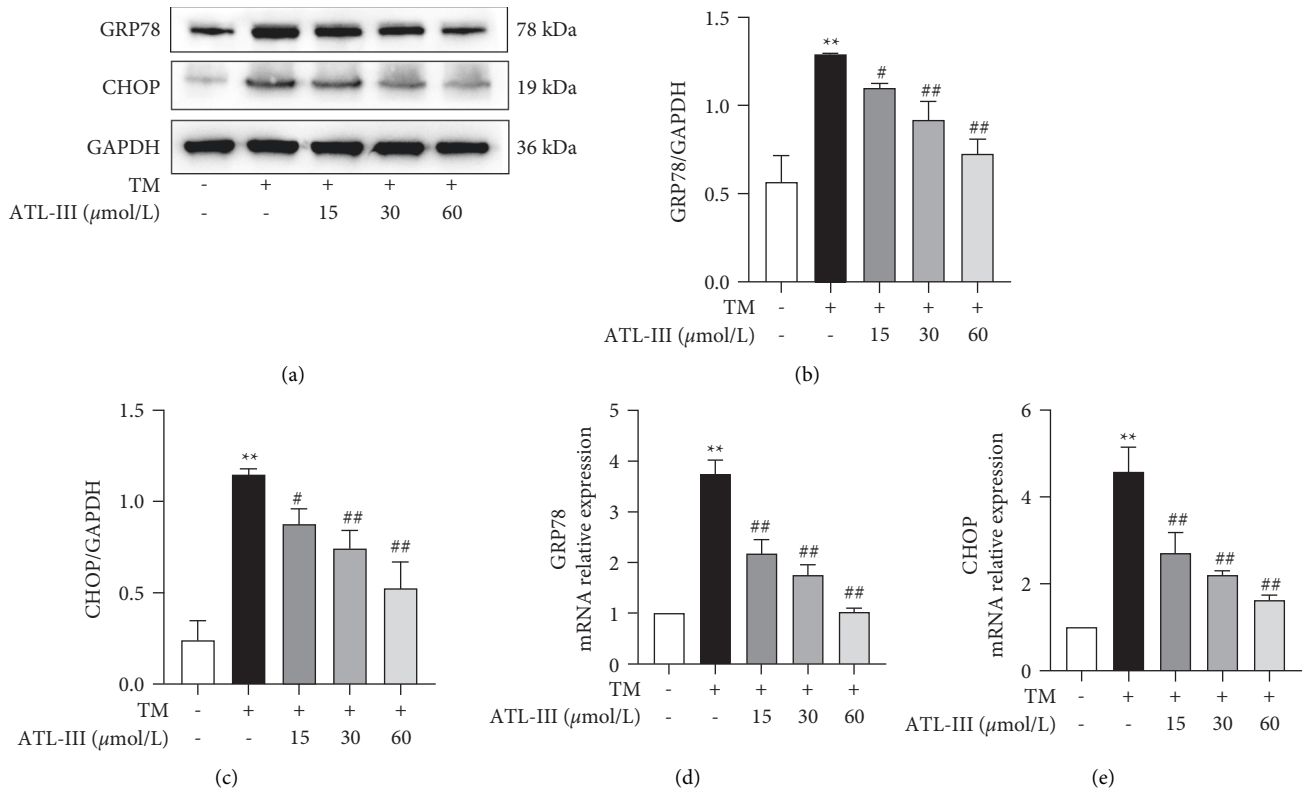 GRP78 78 kDa
CHOP 19 kDa
GAPDH 36 kDa
TM - + + + +
ATL-III (μmol/L) - - 15 30 60
(a)
GRP78/GAPDH
1.5
1.0
0.5
0.0
** # ## ##
TM - + + + +
ATL-III (μmol/L) - - 15 30 60
(b)
CHOP/GAPDH
1.5
1.0
0.5
0.0
** # ## ##
TM - + + + +
ATL-III (μmol/L) - - 15 30 60
(c)
GRP78
mRNA relative expression
5
4
3
2
1
0
** ## ## ##
TM - + + + +
ATL-III (μmol/L) - - 15 30 60
(d)
CHOP
mRNA relative expression
6
4
2
0
** ## ## ##
TM - + + + +
ATL-III (μmol/L) - - 15 30 60
(e)